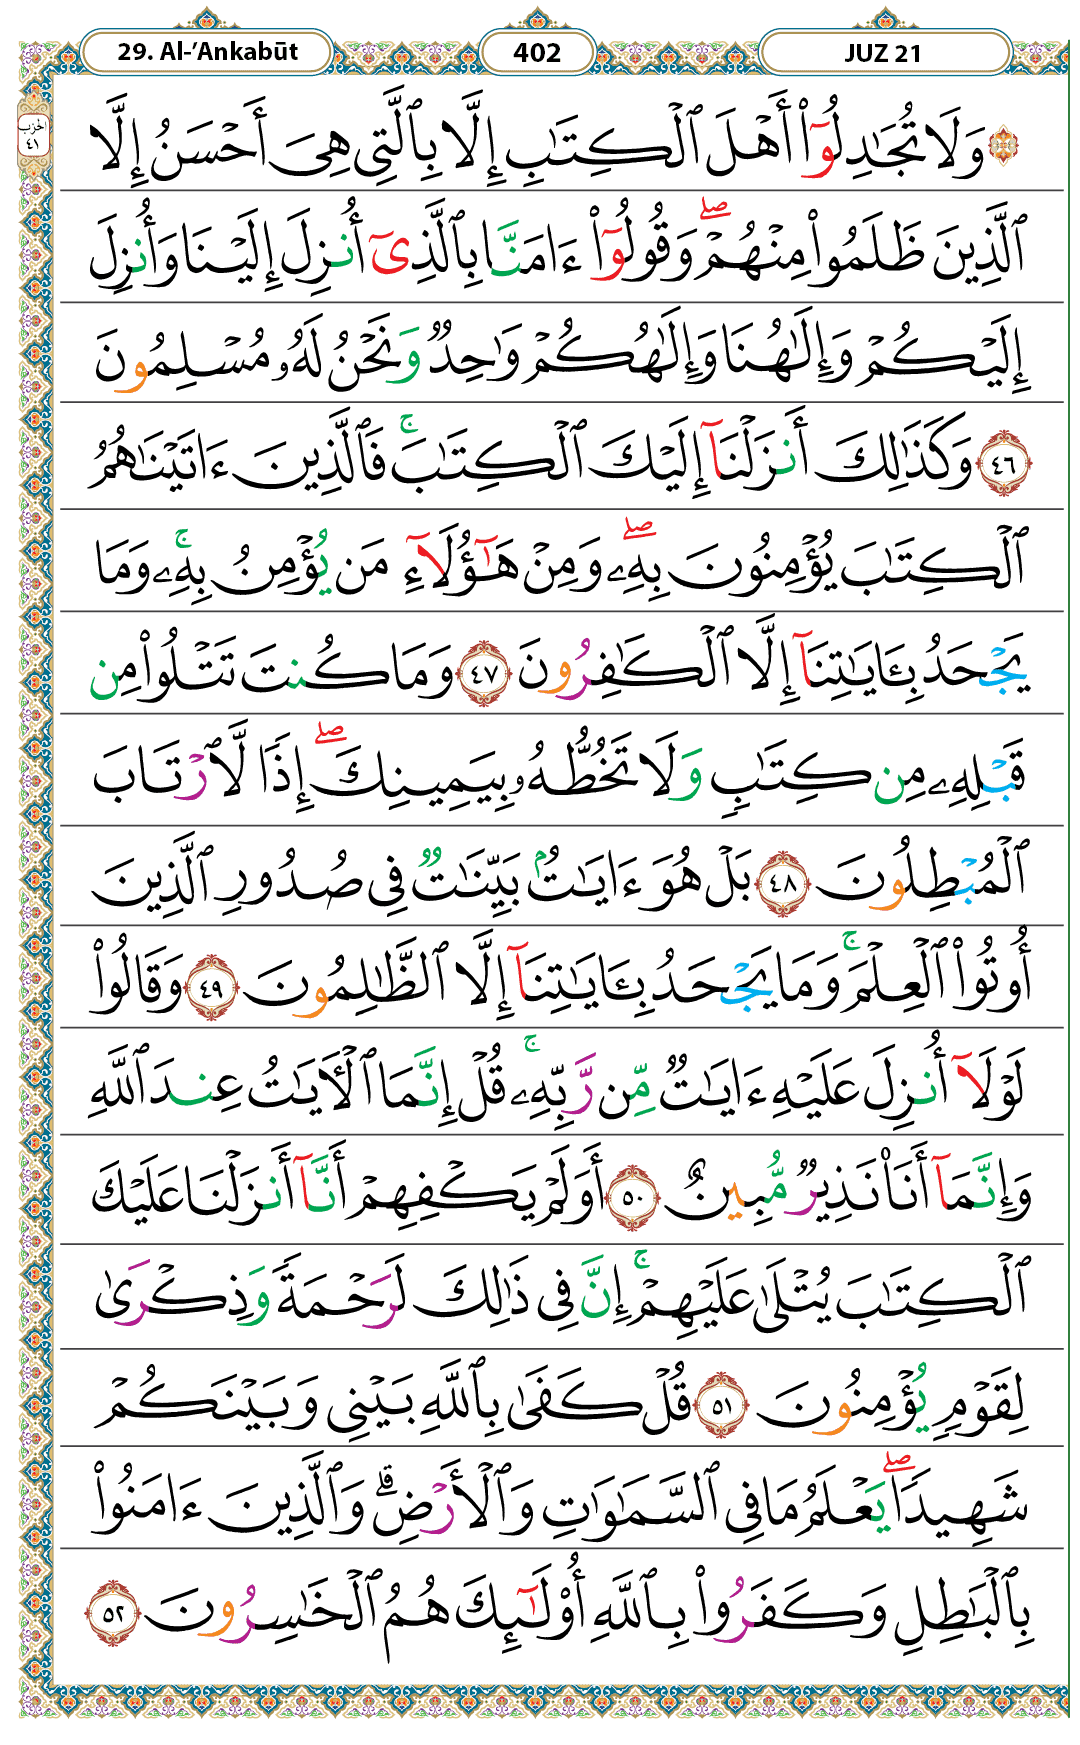 29. Al-’Ankabūt 402 JUZ 21
الحزب
٤١
۞ وَلَا تُجَٰدِلُوٓا۟ أَهْلَ ٱلْكِتَٰبِ إِلَّا بِٱلَّتِى هِىَ أَحْسَنُ إِلَّا
ٱلَّذِينَ ظَلَمُوا۟ مِنْهُمْ ۖ وَقُولُوٓا۟ ءَامَنَّا بِٱلَّذِىٓ أُنزِلَ إِلَيْنَا وَأُنزِلَ
إِلَيْكُمْ وَإِلَٰهُنَا وَإِلَٰهُكُمْ وَٰحِدٌ وَنَحْنُ لَهُۥ مُسْلِمُونَ
٤٦ وَكَذَٰلِكَ أَنزَلْنَآ إِلَيْكَ ٱلْكِتَٰبَ ۚ فَٱلَّذِينَ ءَاتَيْنَٰهُمُ
ٱلْكِتَٰبَ يُؤْمِنُونَ بِهِۦ ۖ وَمِنْ هَٰٓؤُلَآءِ مَن يُؤْمِنُ بِهِۦ ۚ وَمَا
يَجْحَدُ بِـَٔايَٰتِنَآ إِلَّا ٱلْكَٰفِرُونَ ٤٧ وَمَا كُنتَ تَتْلُوا۟ مِن
قَبْلِهِۦ مِن كِتَٰبٍ وَلَا تَخُطُّهُۥ بِيَمِينِكَ ۖ إِذًا لَّٱرْتَابَ
ٱلْمُبْطِلُونَ ٤٨ بَلْ هُوَ ءَايَٰتٌۢ بَيِّنَٰتٌ فِى صُدُورِ ٱلَّذِينَ
أُوتُوا۟ ٱلْعِلْمَ ۚ وَمَا يَجْحَدُ بِـَٔايَٰتِنَآ إِلَّا ٱلظَّٰلِمُونَ ٤٩ وَقَالُوا۟
لَوْلَآ أُنزِلَ عَلَيْهِ ءَايَٰتٌ مِّن رَّبِّهِۦ ۚ قُلْ إِنَّمَا ٱلْـَٔايَٰتُ عِندَ ٱللَّهِ
وَإِنَّمَآ أَنَا۠ نَذِيرٌ مُّبِينٌ ٥٠ أَوَلَمْ يَكْفِهِمْ أَنَّآ أَنزَلْنَا عَلَيْكَ
ٱلْكِتَٰبَ يُتْلَىٰ عَلَيْهِمْ ۚ إِنَّ فِى ذَٰلِكَ لَرَحْمَةً وَذِكْرَىٰ
لِقَوْمٍ يُؤْمِنُونَ ٥١ قُلْ كَفَىٰ بِٱللَّهِ بَيْنِى وَبَيْنَكُمْ
شَهِيدًا ۖ يَعْلَمُ مَا فِى ٱلسَّمَٰوَٰتِ وَٱلْأَرْضِ ۗ وَٱلَّذِينَ ءَامَنُوا۟
بِٱلْبَٰطِلِ وَكَفَرُوا۟ بِٱللَّهِ أُو۟لَٰٓئِكَ هُمُ ٱلْخَٰسِرُونَ ٥٢